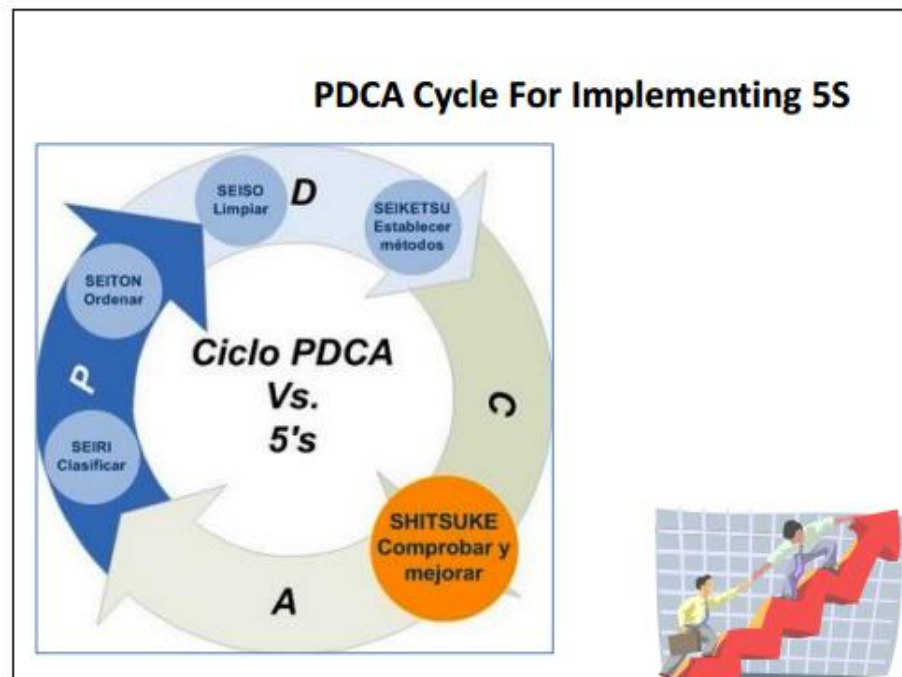 PDCA Cycle For Implementing 5S
SEISO
Limpiar
D
SEIKETSU
Establecer
métodos
SEITON
Ordenar
P
SEIRI
Clasificar
Ciclo PDCA
Vs.
5's
C
SHITSUKE
Comprobar y
mejorar
A